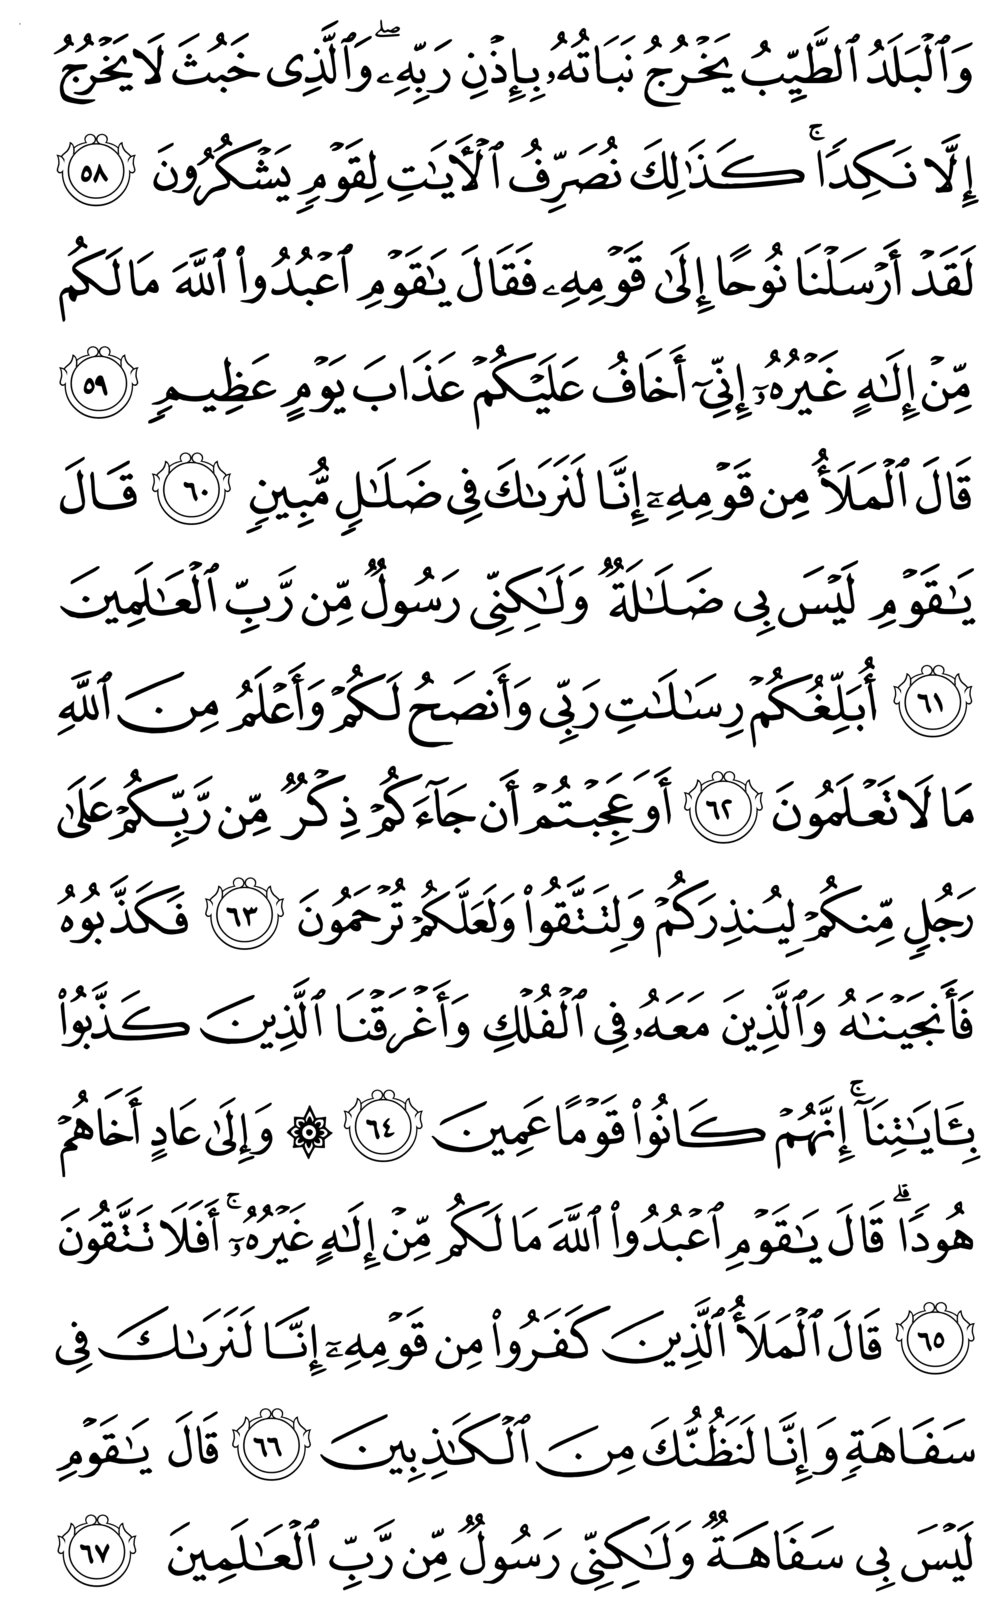 وَٱلْبَلَدُ ٱلطَّيِّبُ يَخْرُجُ نَبَاتُهُۥ بِإِذْنِ رَبِّهِۦ ۖ وَٱلَّذِى خَبُثَ لَا يَخْرُجُ
إِلَّا نَكِدًا ۚ كَذَٰلِكَ نُصَرِّفُ ٱلْأَيَـٰتِ لِقَوْمٍ يَشْكُرُونَ ٥٨
لَقَدْ أَرْسَلْنَا نُوحًا إِلَىٰ قَوْمِهِۦ فَقَالَ يَـٰقَوْمِ ٱعْبُدُوا۟ ٱللَّهَ مَا لَكُم
مِّنْ إِلَـٰهٍ غَيْرُهُۥٓ إِنِّىٓ أَخَافُ عَلَيْكُمْ عَذَابَ يَوْمٍ عَظِيمٍ ٥٩
قَالَ ٱلْمَلَأُ مِن قَوْمِهِۦٓ إِنَّا لَنَرَىٰكَ فِى ضَلَـٰلٍ مُّبِينٍ ٦٠ قَالَ
يَـٰقَوْمِ لَيْسَ بِى ضَلَـٰلَةٌ وَلَـٰكِنِّى رَسُولٌ مِّن رَّبِّ ٱلْعَـٰلَمِينَ
٦١ أُبَلِّغُكُمْ رِسَـٰلَـٰتِ رَبِّى وَأَنصَحُ لَكُمْ وَأَعْلَمُ مِنَ ٱللَّهِ
مَا لَا تَعْلَمُونَ ٦٢ أَوَعَجِبْتُمْ أَن جَآءَكُمْ ذِكْرٌ مِّن رَّبِّكُمْ عَلَىٰ
رَجُلٍ مِّنكُمْ لِيُنذِرَكُمْ وَلِتَتَّقُوا۟ وَلَعَلَّكُمْ تُرْحَمُونَ ٦٣ فَكَذَّبُوهُ
فَأَنجَيْنَـٰهُ وَٱلَّذِينَ مَعَهُۥ فِى ٱلْفُلْكِ وَأَغْرَقْنَا ٱلَّذِينَ كَذَّبُوا۟
بِـَٔايَـٰتِنَآ ۚ إِنَّهُمْ كَانُوا۟ قَوْمًا عَمِينَ ٦٤ ۞ وَإِلَىٰ عَادٍ أَخَاهُمْ
هُودًا ۗ قَالَ يَـٰقَوْمِ ٱعْبُدُوا۟ ٱللَّهَ مَا لَكُم مِّنْ إِلَـٰهٍ غَيْرُهُۥٓ ۚ أَفَلَا تَتَّقُونَ
٦٥ قَالَ ٱلْمَلَأُ ٱلَّذِينَ كَفَرُوا۟ مِن قَوْمِهِۦٓ إِنَّا لَنَرَىٰكَ فِى
سَفَاهَةٍ وَإِنَّا لَنَظُنُّكَ مِنَ ٱلْكَـٰذِبِينَ ٦٦ قَالَ يَـٰقَوْمِ
لَيْسَ بِى سَفَاهَةٌ وَلَـٰكِنِّى رَسُولٌ مِّن رَّبِّ ٱلْعَـٰلَمِينَ ٦٧